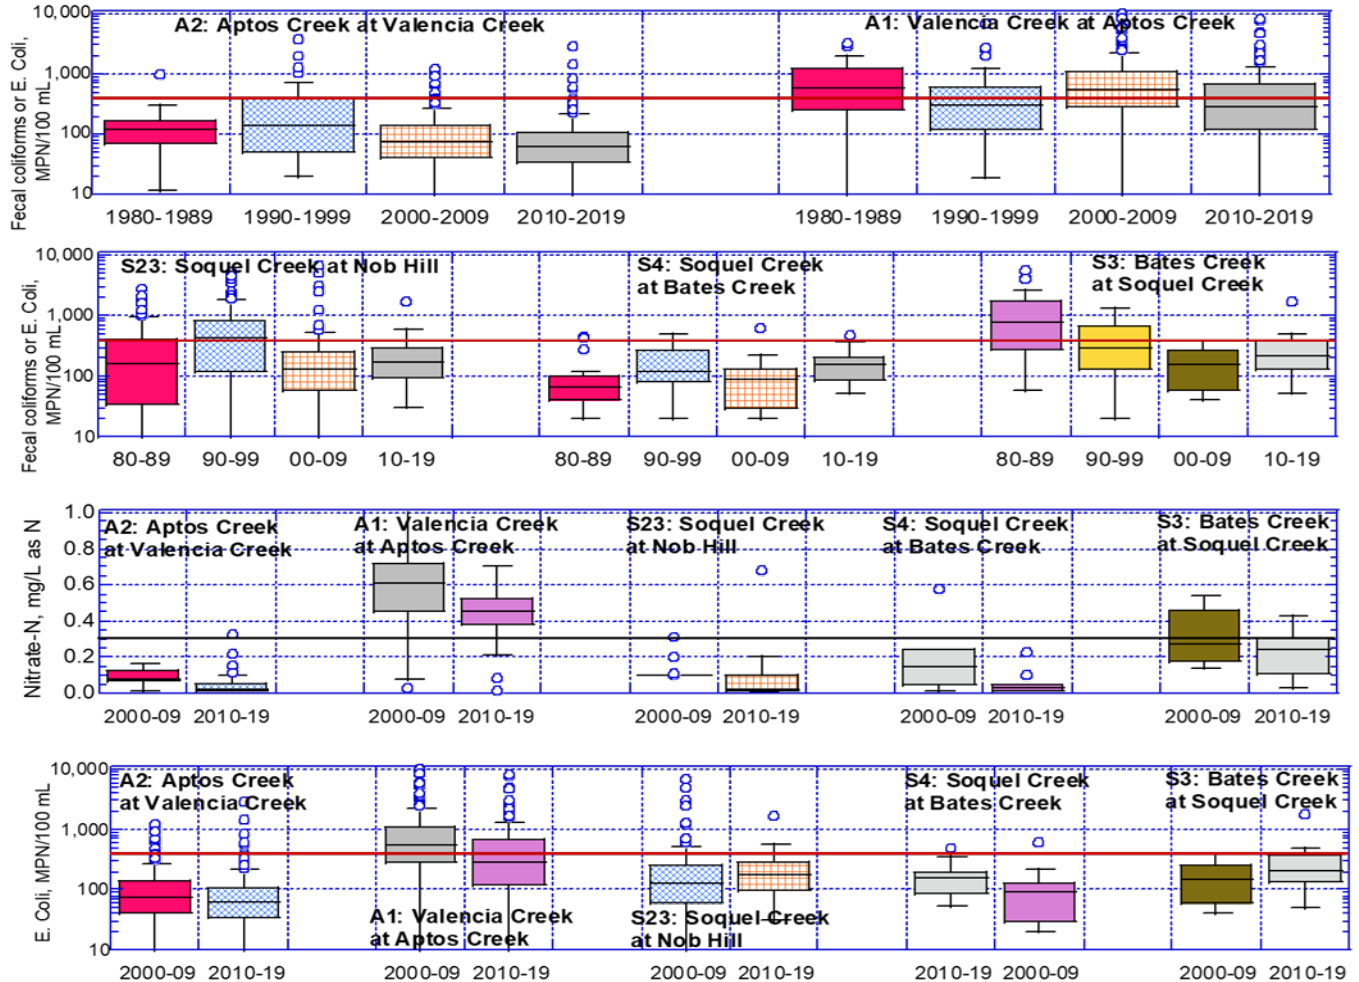 Fecal coliforms or E. Coli,
MPN/100 mL
10,000
1,000
100
10
A2: Aptos Creek at Valencia Creek
A1: Valencia Creek at Aptos Creek
1980-1989 1990-1999 2000-2009 2010-2019 1980-1989 1990-1999 2000-2009 2010-2019
Fecal coliforms or E. Coli,
MPN/100 mL
10,000
1,000
100
10
S23: Soquel Creek at Nob Hill
S4: Soquel Creek
at Bates Creek
S3: Bates Creek
at Soquel Creek
80-89 90-99 00-09 10-19 80-89 90-99 00-09 10-19 80-89 90-99 00-09 10-19
Nitrate-N, mg/L as N
1.0
0.8
0.6
0.4
0.2
0.0
A2: Aptos Creek
at Valencia Creek
A1: Valencia Creek
at Aptos Creek
S23: Soquel Creek
at Nob Hill
S4: Soquel Creek
at Bates Creek
S3: Bates Creek
at Soquel Creek
2000-09 2010-19 2000-09 2010-19 2000-09 2010-19 2000-09 2010-19 2000-09 2010-19
E. Coli, MPN/100 mL
10,000
1,000
100
10
A2: Aptos Creek
at Valencia Creek
A1: Valencia Creek
at Aptos Creek
S23: Soquel Creek
at Nob Hill
S4: Soquel Creek
at Bates Creek
S3: Bates Creek
at Soquel Creek
2000-09 2010-19 2000-09 2010-19 2000-09 2010-19 2010-19 2000-09 2000-09 2010-19